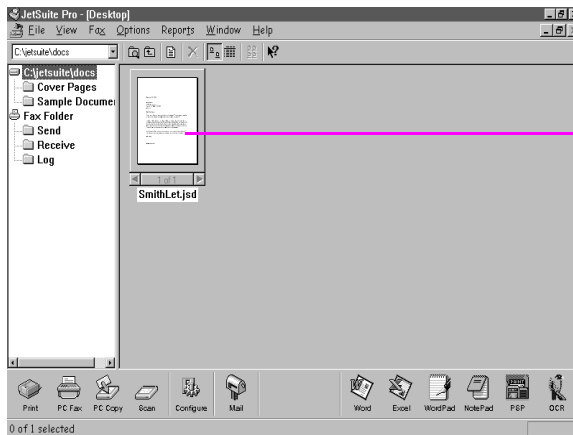 JetSuite Pro - [Desktop]
File View Fax Options Reports Window Help
C:\jetsuite\docs
C:\jetsuite\docs
Cover Pages
Sample Documen
Fax Folder
Send
Receive
Log
1 of 1
SmithLet.jsd
Print PC Fax PC Copy Scan Configure Mail Word Excel WordPad NotePad PSP OCR
0 of 1 selected